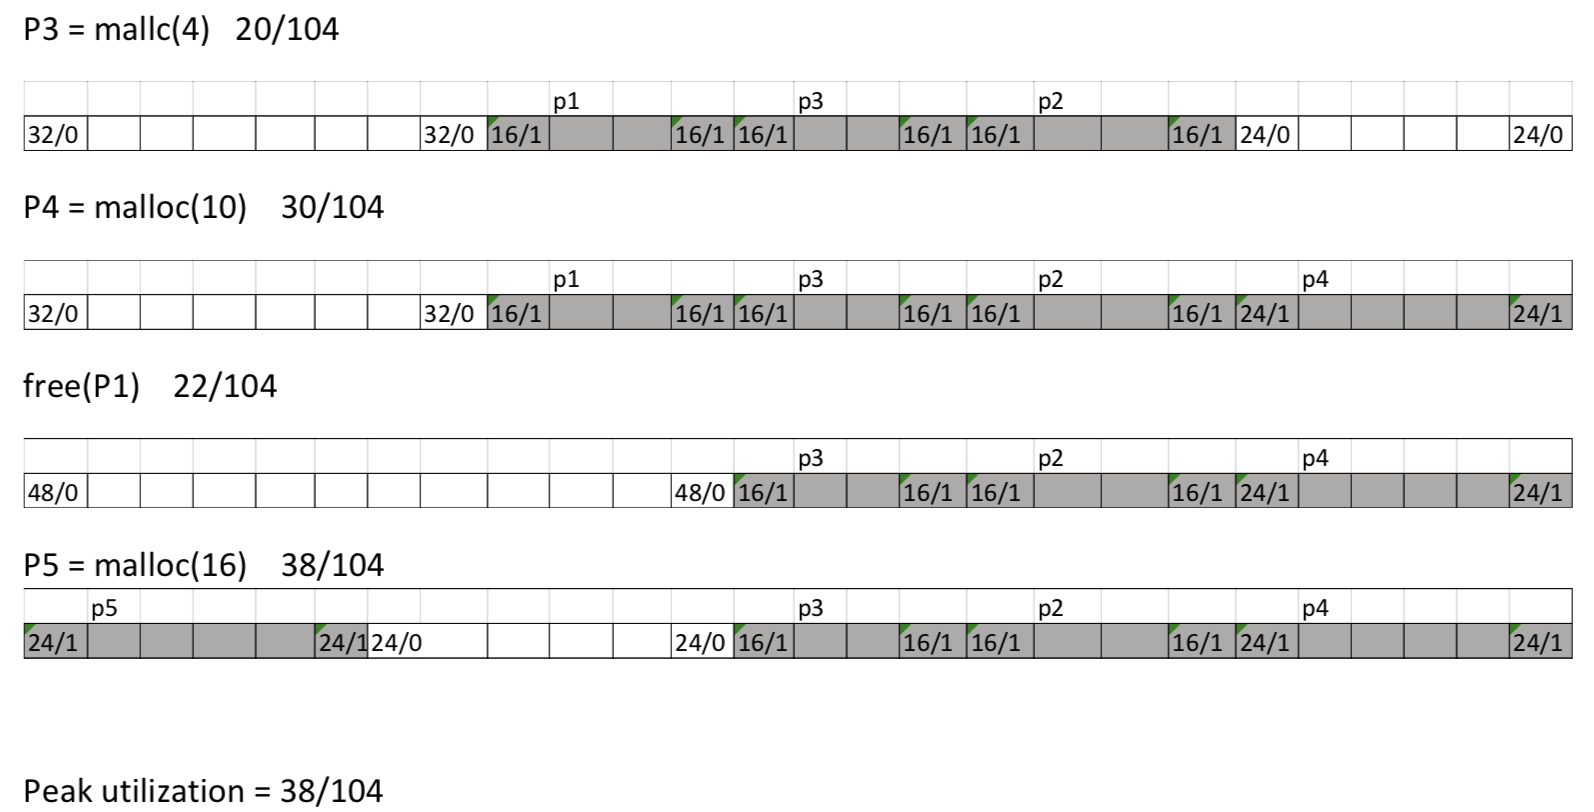 P3 = mallc(4) 20/104
p1 p3 p2
32/0 32/0 16/1 16/1 16/1 16/1 16/1 16/1 24/0 24/0
P4 = malloc(10) 30/104
p1 p3 p2 p4
32/0 32/0 16/1 16/1 16/1 16/1 16/1 16/1 24/1 24/1
free(P1) 22/104
p3 p2 p4
48/0 48/0 16/1 16/1 16/1 16/1 24/1 24/1
P5 = malloc(16) 38/104
p5 p3 p2 p4
24/1 24/1 24/0 24/0 16/1 16/1 16/1 16/1 24/1 24/1
Peak utilization = 38/104